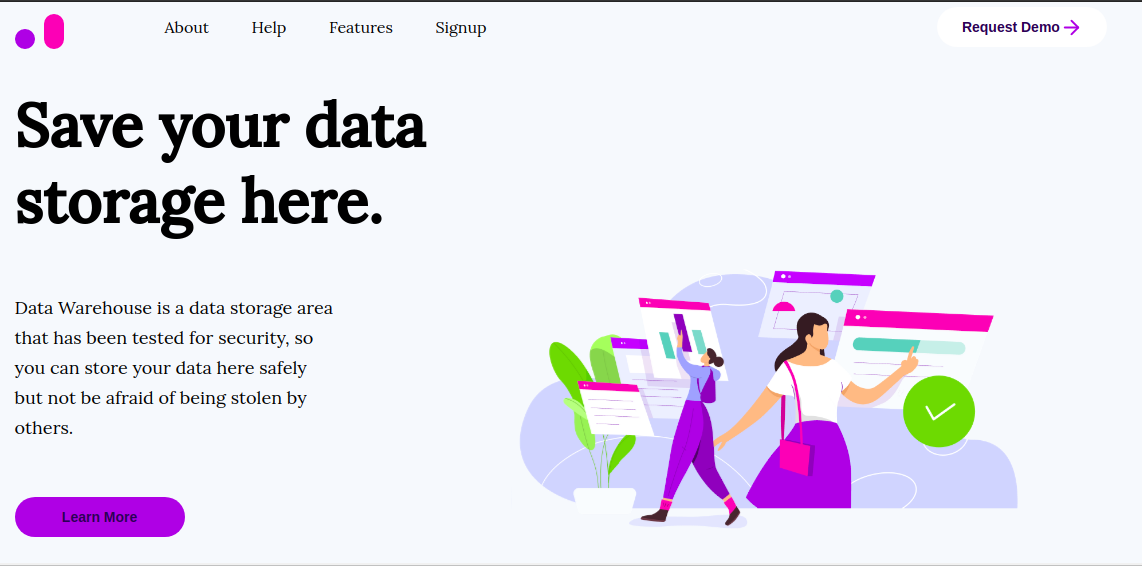 About Help Features Signup Request Demo
Save your data
storage here.
Data Warehouse is a data storage area
that has been tested for security, so
you can store your data here safely
but not be afraid of being stolen by
others.
Learn More